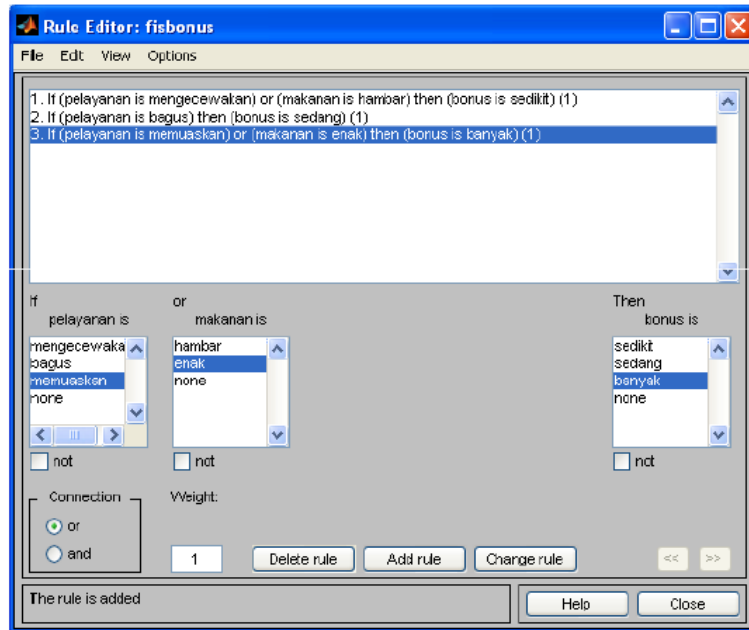 Rule Editor: fisbonus
File Edit View Options
1. If (pelayanan is mengecewakan) or (makanan is hambar) then (bonus is sedikit) (1)
2. If (pelayanan is bagus) then (bonus is sedang) (1)
3. If (pelayanan is memuaskan) or (makanan is enak) then (bonus is banyak) (1)
If
pelayanan is
mengecewaka
bagus
memuaskan
none
not
or
makanan is
hambar
enak
none
not
Then
bonus is
sedikit
sedang
banyak
none
not
Connection
or
and
Weight:
1
Delete rule
Add rule
Change rule
<<
>>
The rule is added
Help
Close